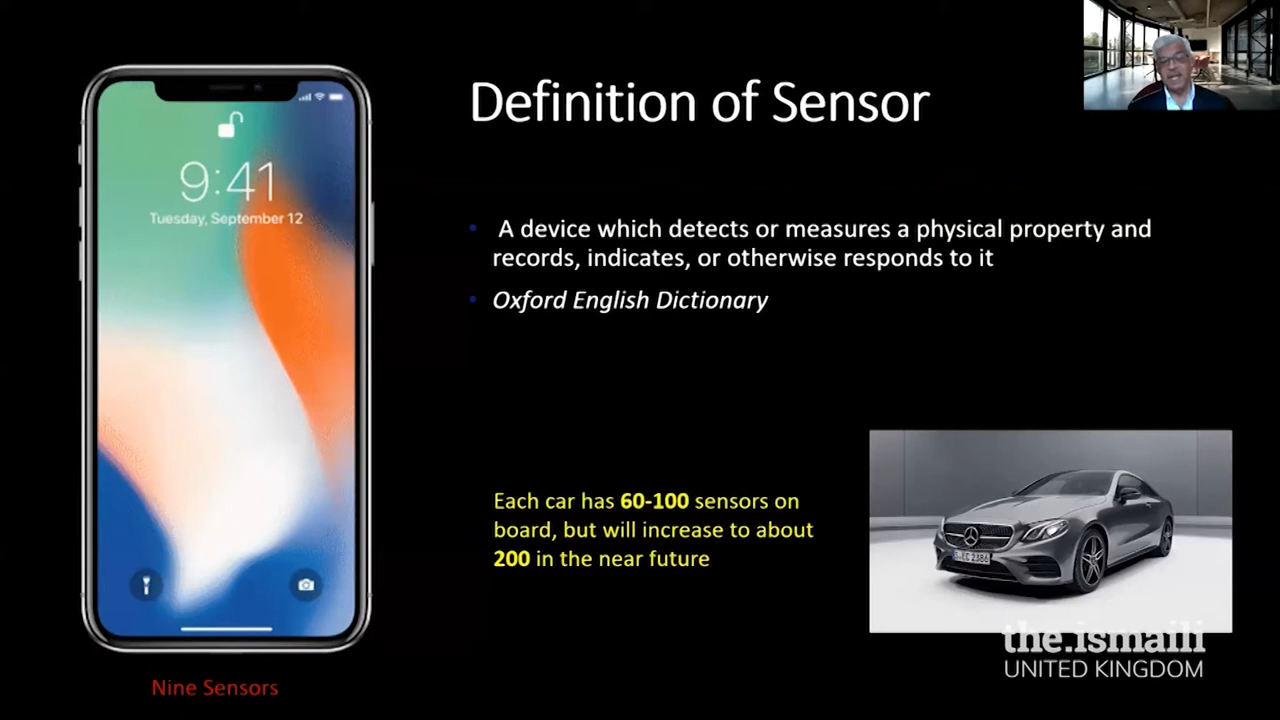 Definition of Sensor
9:41
Tuesday, September 12
• A device which detects or measures a physical property and
records, indicates, or otherwise responds to it
• Oxford English Dictionary
Each car has 60-100 sensors on
board, but will increase to about
200 in the near future
the.ismaili
UNITED KINGDOM
Nine Sensors